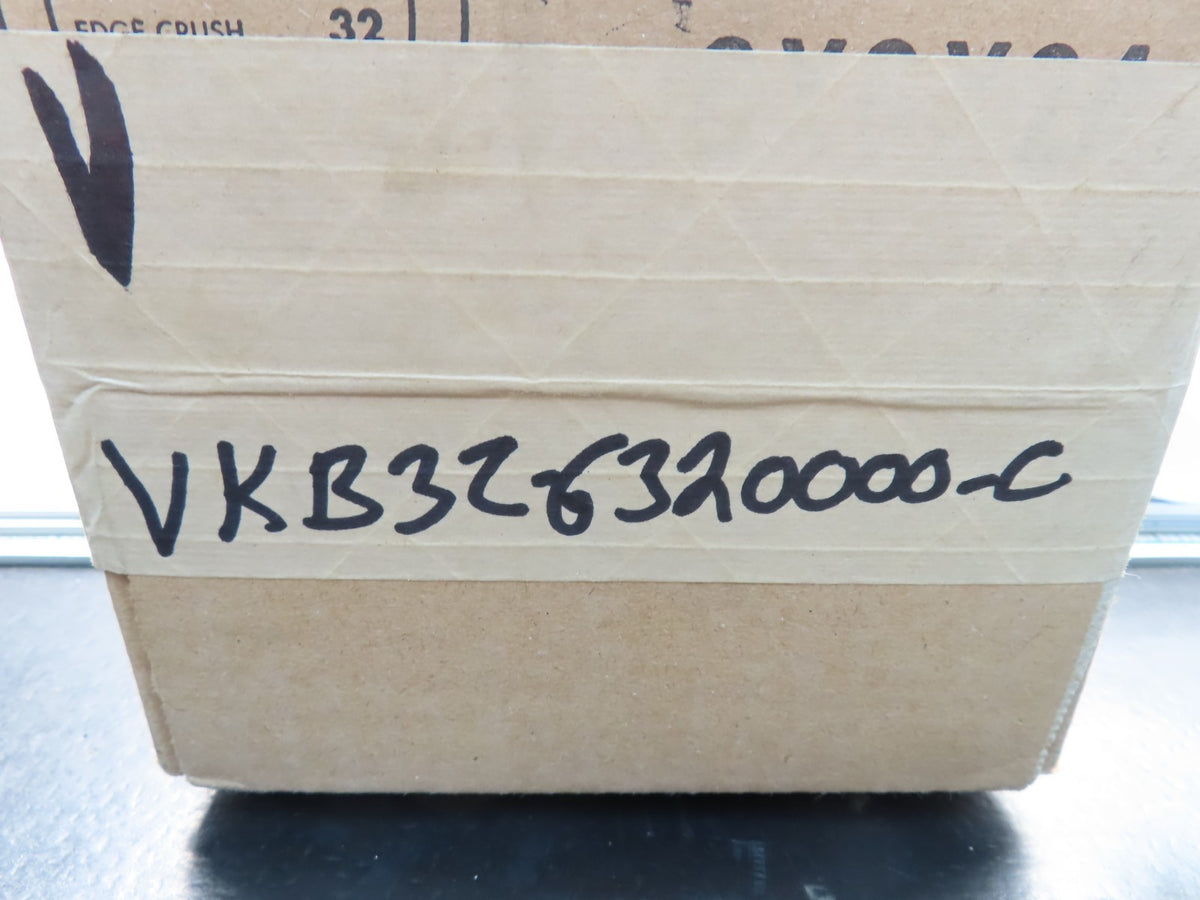 EDGE CRUSH 32
V
VKB326320000-C